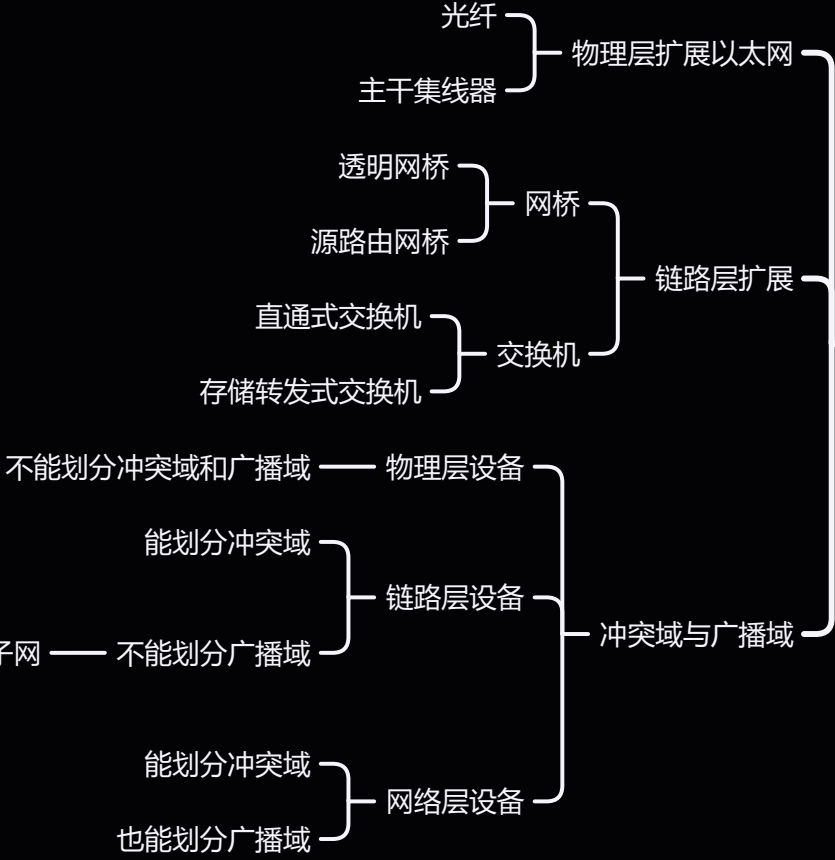 光纤
物理层扩展以太网
主干集线器
透明网桥
网桥
源路由网桥
链路层扩展
直通式交换机
交换机
存储转发式交换机
不能划分冲突域和广播域
物理层设备
能划分冲突域
链路层设备
冲突域与广播域
子网
不能划分广播域
能划分冲突域
网络层设备
也能划分广播域